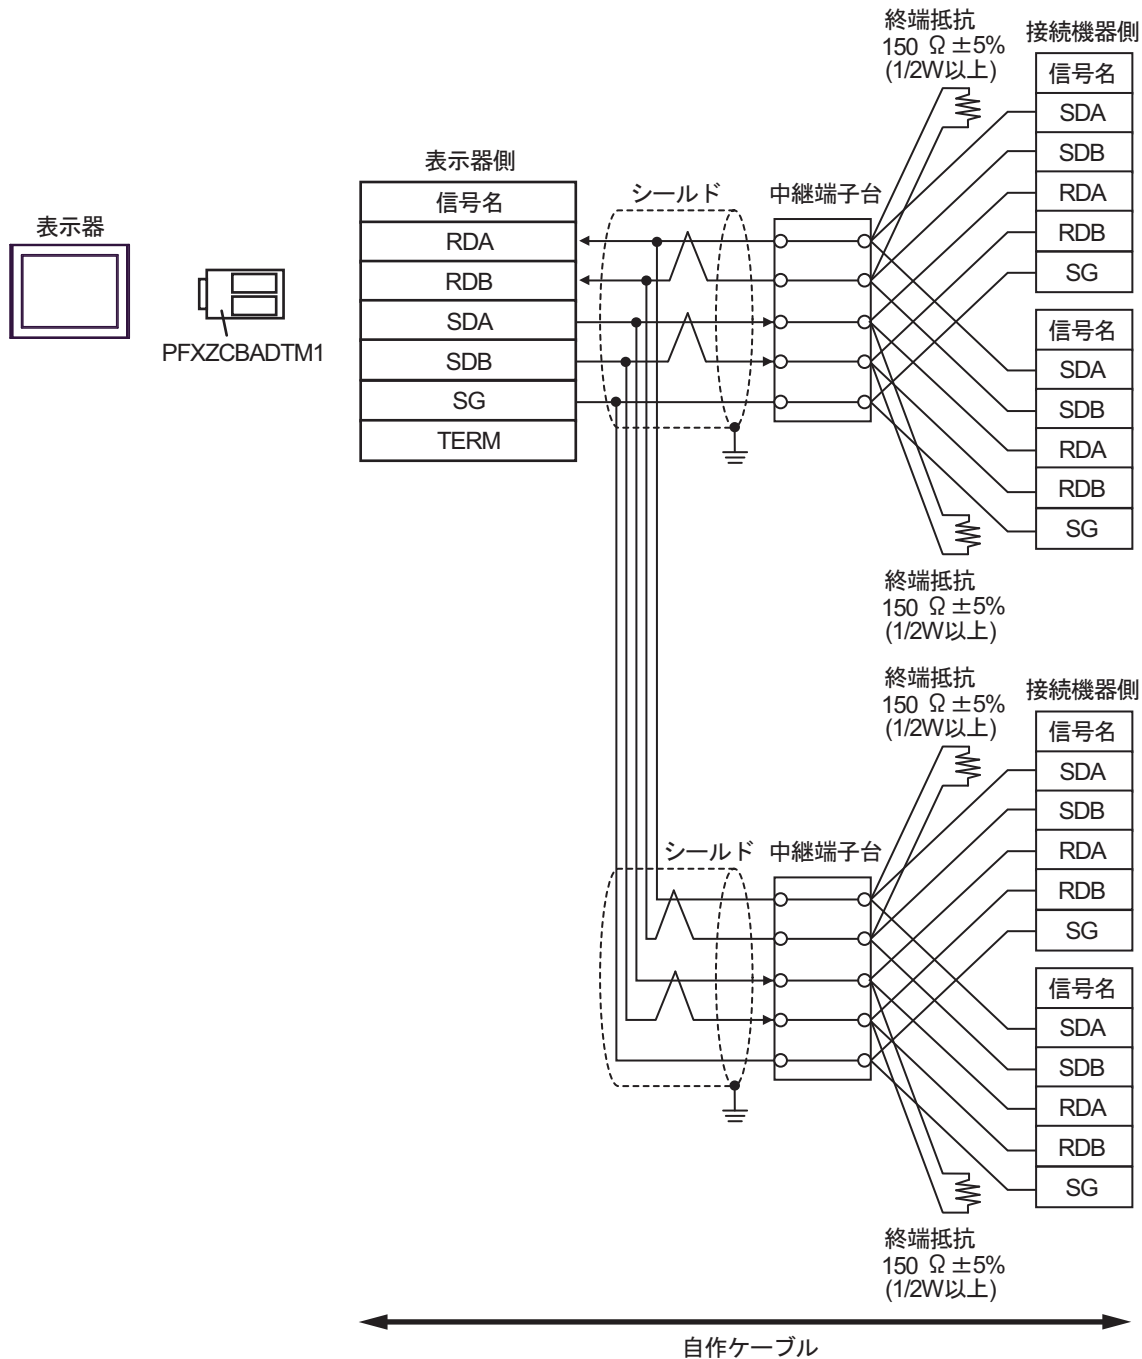 終端抵抗
150 Ω ±5%
(1/2W以上)
接続機器側
信号名
SDA
SDB
RDA
RDB
SG
表示器側
信号名
RDA
RDB
SDA
SDB
SG
TERM
シールド
中継端子台
表示器
PFXZCBADTM1
信号名
SDA
SDB
RDA
RDB
SG
終端抵抗
150 Ω ±5%
(1/2W以上)
終端抵抗
150 Ω ±5%
(1/2W以上)
接続機器側
信号名
SDA
SDB
RDA
RDB
SG
シールド
中継端子台
信号名
SDA
SDB
RDA
RDB
SG
終端抵抗
150 Ω ±5%
(1/2W以上)
自作ケーブル